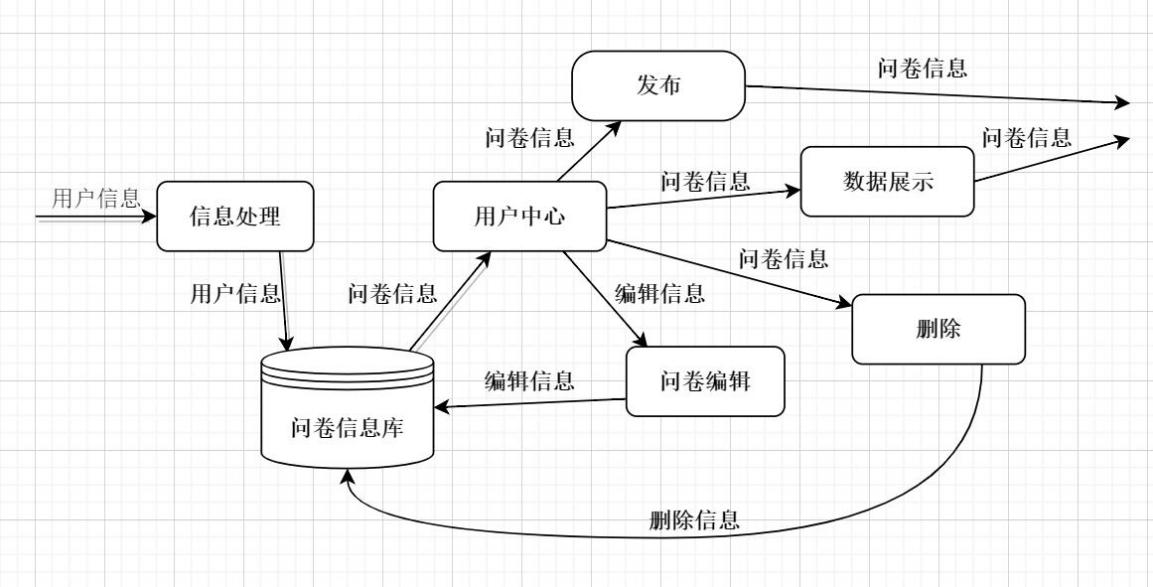 发布
问卷信息
问卷信息
问卷信息
用户信息
信息处理
用户中心
问卷信息
数据展示
问卷信息
用户信息
问卷信息
编辑信息
删除
编辑信息
问卷编辑
问卷信息库
删除信息